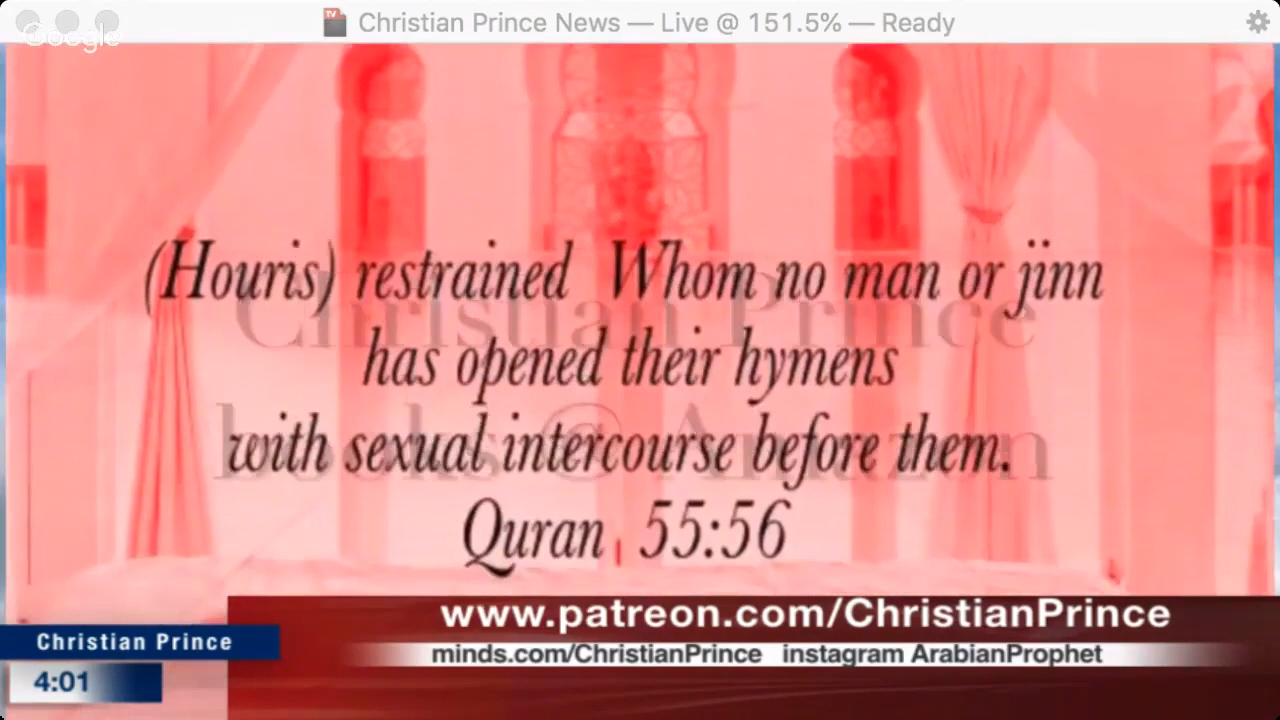 Christian Prince News — Live @ 151.5% — Ready
Google
(Houris) restrained Whom no man or jinn
has opened their hymens
with sexual intercourse before them.
Quran 55:56
Christian Prince
books @ Amazon
www.patreon.com/ChristianPrince
minds.com/ChristianPrince instagram ArabianProphet
Christian Prince
4:01